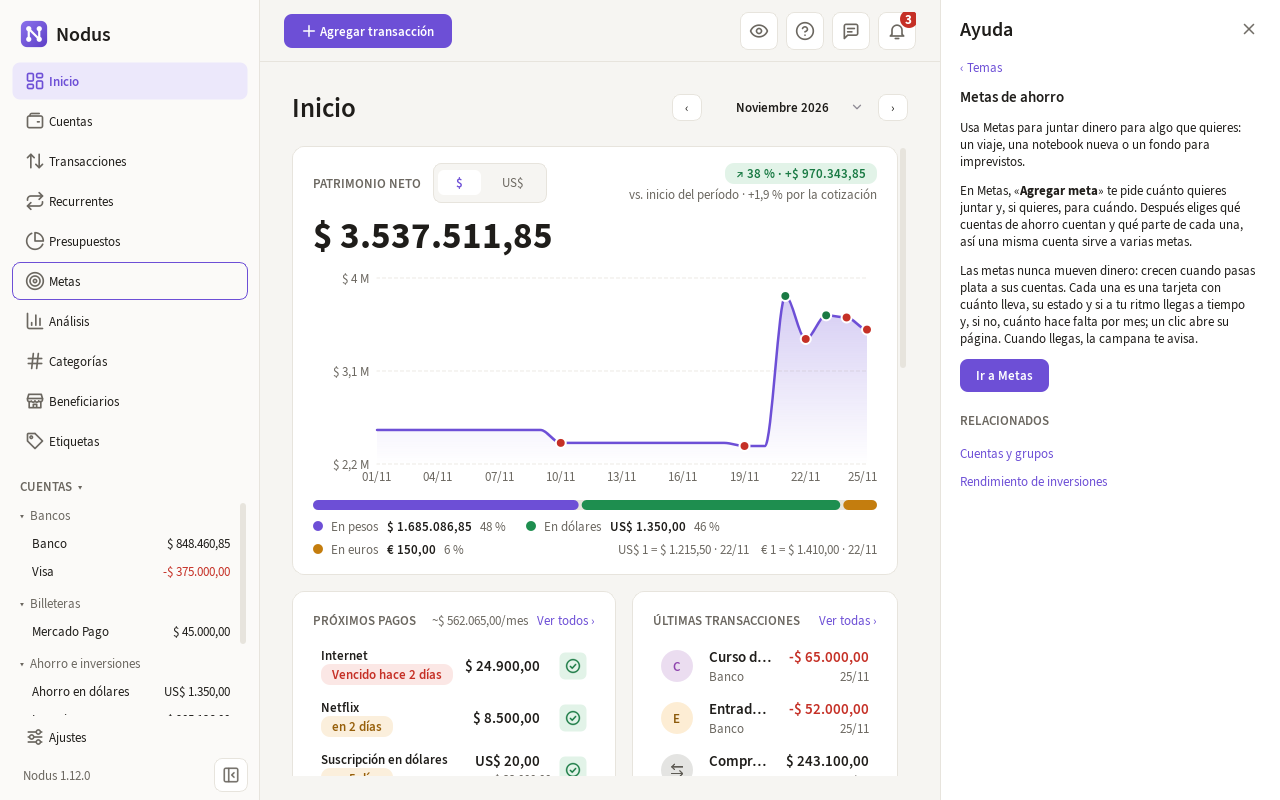 Nodus
Inicio
Cuentas
Transacciones
Recurrentes
Presupuestos
Metas
Análisis
Categorías
Beneficiarios
Etiquetas
CUENTAS
Bancos
Banco $ 848.460,85
Visa -$ 375.000,00
Billeteras
Mercado Pago $ 45.000,00
Ahorro e inversiones
Ahorro en dólares US$ 1.350,00
Ajustes
Nodus 1.12.0
+ Agregar transacción
3
Inicio
‹ Noviembre 2026 ›
PATRIMONIO NETO $ US$
↗ 38 % · +$ 970.343,85
vs. inicio del período · +1,9 % por la cotización
$ 3.537.511,85
$ 4 M
$ 3,1 M
$ 2,2 M
01/11 04/11 07/11 10/11 13/11 16/11 19/11 22/11 25/11
En pesos $ 1.685.086,85 48 % En dólares US$ 1.350,00 46 %
En euros € 150,00 6 % US$ 1 = $ 1.215,50 · 22/11 € 1 = $ 1.410,00 · 22/11
PRÓXIMOS PAGOS ~$ 562.065,00/mes Ver todos ›
Internet
Vencido hace 2 días
$ 24.900,00
Netflix
en 2 días
$ 8.500,00
Suscripción en dólares
US$ 20,00
ÚLTIMAS TRANSACCIONES Ver todas ›
C
Curso d... -$ 65.000,00
Banco 25/11
E
Entrad... -$ 52.000,00
Banco 25/11
Compr... $ 243.100,00
Ayuda
‹ Temas
Metas de ahorro
Usa Metas para juntar dinero para algo que quieres:
un viaje, una notebook nueva o un fondo para
imprevistos.
En Metas, «Agregar meta» te pide cuánto quieres
juntar y, si quieres, para cuándo. Después eliges qué
cuentas de ahorro cuentan y qué parte de cada una,
así una misma cuenta sirve a varias metas.
Las metas nunca mueven dinero: crecen cuando pasas
plata a sus cuentas. Cada una es una tarjeta con
cuánto lleva, su estado y si a tu ritmo llegas a tiempo
y, si no, cuánto hace falta por mes; un clic abre su
página. Cuando llegas, la campana te avisa.
Ir a Metas
RELACIONADOS
Cuentas y grupos
Rendimiento de inversiones